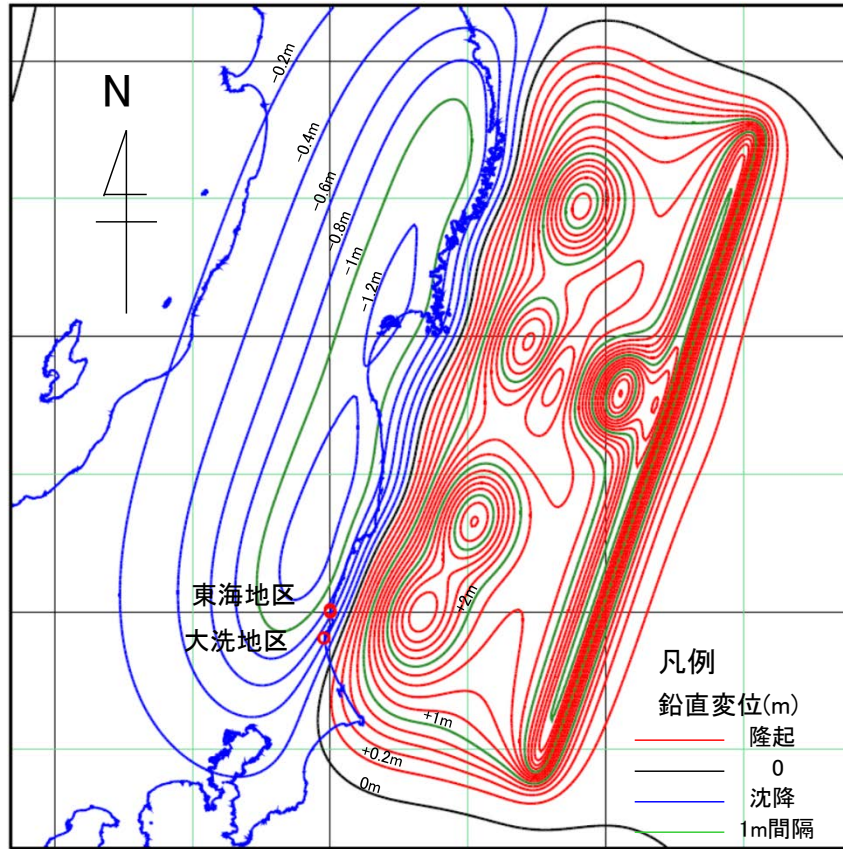 -0.2m
N
-0.4m
-0.6m
-0.8m
-1m
-1.2m
東海地区
大洗地区
+2m
+1m
+0.2m
0m
凡例
鉛直変位(m)
隆起
0
沈降
1m間隔